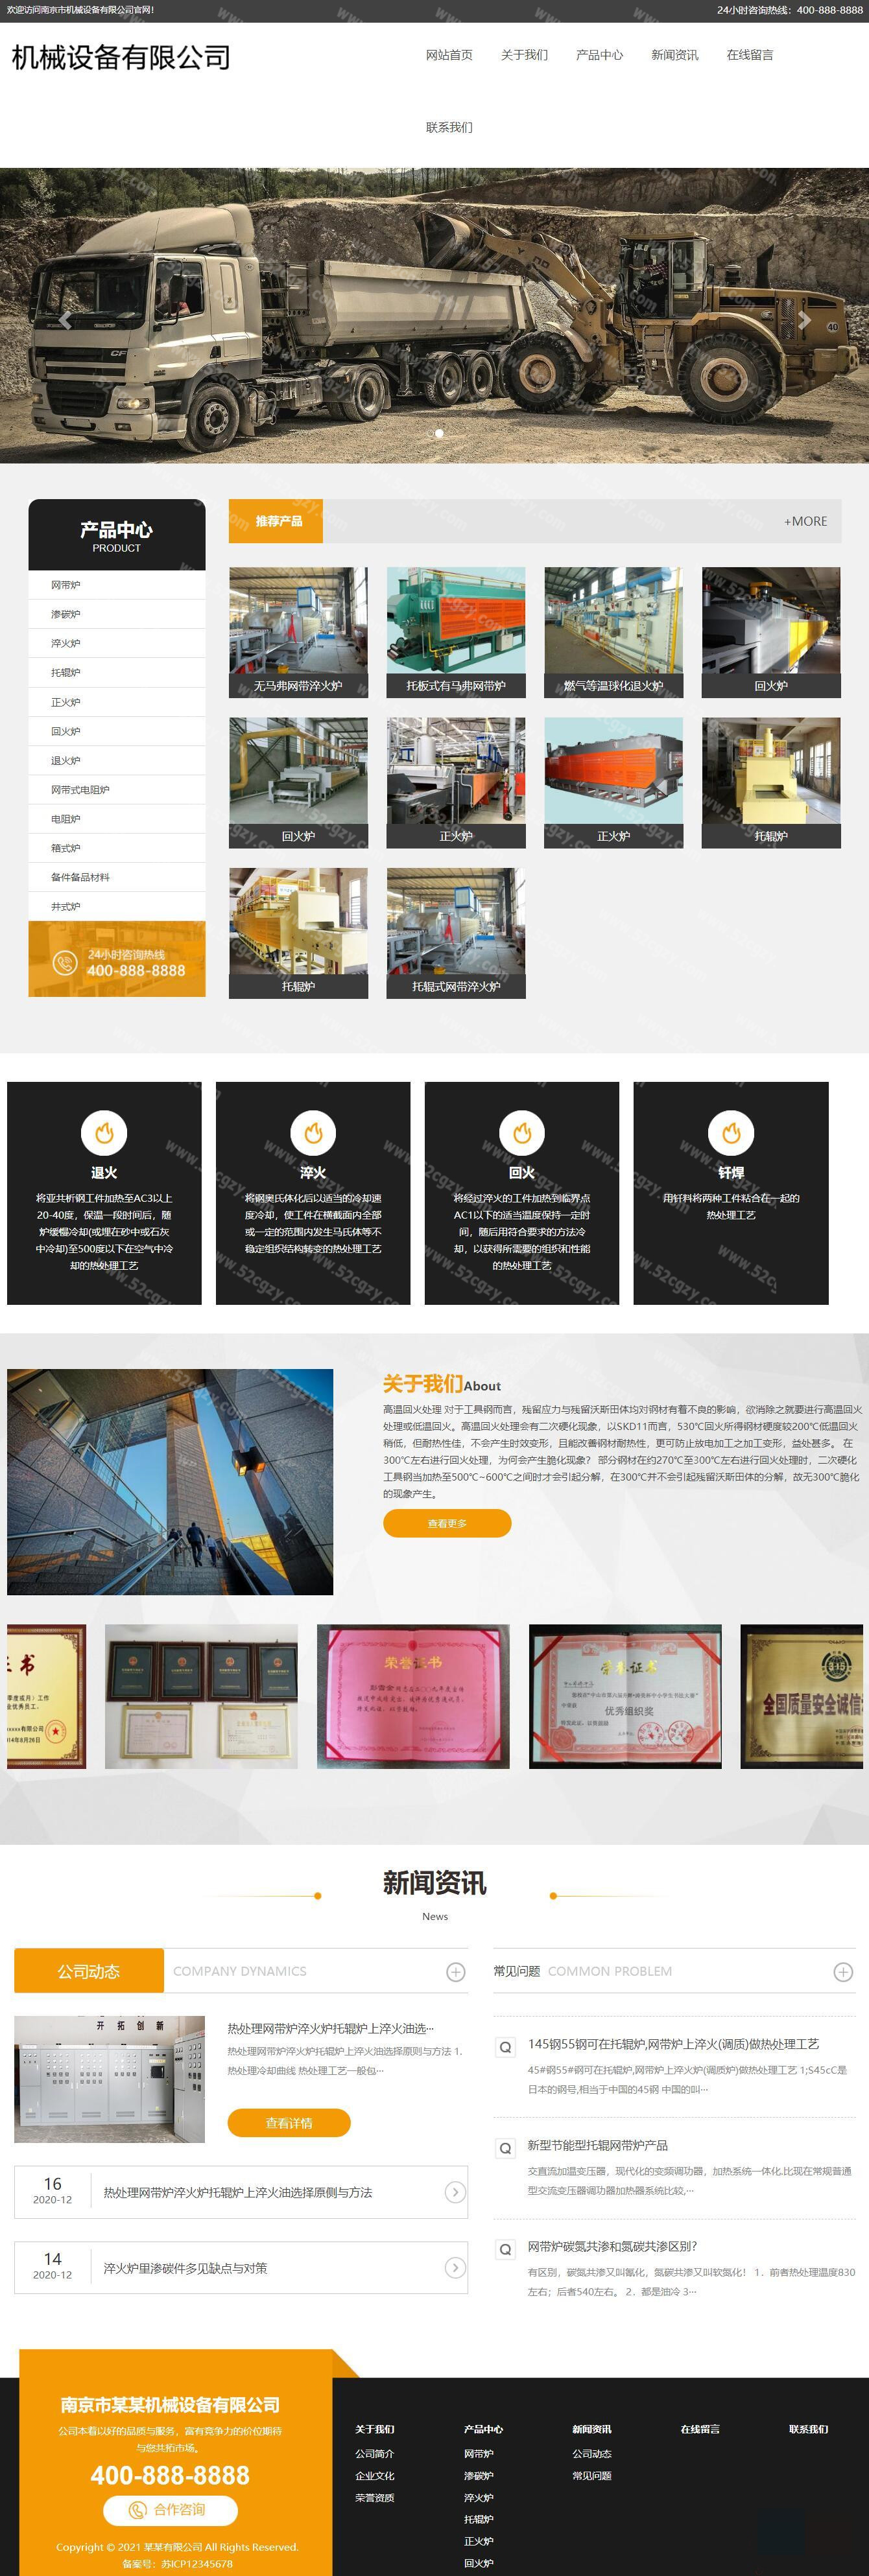 欢迎访问南京市机械设备有限公司官网！
24小时咨询热线：400-888-8888
机械设备有限公司
网站首页
关于我们
产品中心
新闻资讯
在线留言
联系我们
CF
40
产品中心
PRODUCT
网带炉
渗碳炉
淬火炉
托辊炉
正火炉
回火炉
退火炉
网带式电阻炉
电阻炉
箱式炉
备件备品材料
井式炉
24小时咨询热线
400-888-8888
推荐产品
+MORE
无马弗网带淬火炉
托板式有马弗网带炉
燃气等温球化退火炉
回火炉
回火炉
正火炉
正火炉
托辊炉
托辊炉
托辊式网带淬火炉
退火
将亚共析钢工件加热至AC3以上
20-40度，保温一段时间后，随
炉缓慢冷却(或埋在砂中或石灰
中冷却)至500度以下在空气中冷
却的热处理工艺
淬火
将钢奥氏体化后以适当的冷却速
度冷却，使工件在横截面内全部
或一定的范围内发生马氏体等不
稳定组织结构转变的热处理工艺
回火
将经过淬火的工件加热到临界点
AC1以下的适当温度保持一定时
间，随后用符合要求的方法冷
却，以获得所需要的组织和性能
的热处理工艺
钎焊
用钎料将两种工件粘合在一起的
热处理工艺
www.52cgzy.com
关于我们About
高温回火处理 对于工具钢而言，残留应力与残留沃斯田体均对钢材有着不良的影响，欲消除之就要进行高温回火
处理或低温回火。高温回火处理会有二次硬化现象，以SKD11而言，530℃回火所得钢材硬度较200℃低温回火
稍低，但耐热性佳，不会产生时效变形，且能改善钢材耐热性，更可防止放电加工之加工变形，益处甚多。 在
300℃左右进行回火处理，为何会产生脆化现象？ 部分钢材在约270℃至300℃左右进行回火处理时，二次硬化
工具钢当加热至500℃~600℃之间时才会引起分解，在300℃并不会引起残留沃斯田体的分解，故无300℃脆化
的现象产生。
查看更多
荣誉证书
荣誉证书
优秀组织奖
全国质量安全诚信
新闻资讯
News
公司动态
COMPANY DYNAMICS
常见问题 COMMON PROBLEM
开 拓 创 新
热处理网带炉淬火炉托辊炉上淬火油选···
热处理网带炉淬火炉托辊炉上淬火油选择原则与方法 1.
热处理冷却曲线 热处理工艺一般包···
查看详情
16
2020-12
热处理网带炉淬火炉托辊炉上淬火油选择原侧与方法
14
2020-12
淬火炉里渗碳件多见缺点与对策
Q
145钢55钢可在托辊炉,网带炉上淬火(调质)做热处理工艺
45#钢55#钢可在托辊炉,网带炉上淬火炉(调质炉)做热处理工艺 1;S45cC是
日本的钢号,相当于中国的45钢 中国的叫···
Q
新型节能型托辊网带炉产品
交直流加温变压器，现代化的变频调功器，加热系统一体化.比现在常规普通
型交流变压器调功器加热器系统比较,···
Q
网带炉碳氮共渗和氮碳共渗区别？
有区别，碳氮共渗又叫氰化，氮碳共渗又叫软氮化！ 1．前者热处理温度830
左右；后者540左右。 2．都是油冷 3···
南京市某某机械设备有限公司
公司本着以好的品质与服务，富有竞争力的价位期待
与您共拓市场。
400-888-8888
合作咨询
Copyright © 2021 某某有限公司 All Rights Reserved.
备案号：苏ICP12345678
关于我们
公司简介
企业文化
荣誉资质
产品中心
网带炉
渗碳炉
淬火炉
托辊炉
正火炉
回火炉
新闻资讯
公司动态
常见问题
在线留言
联系我们